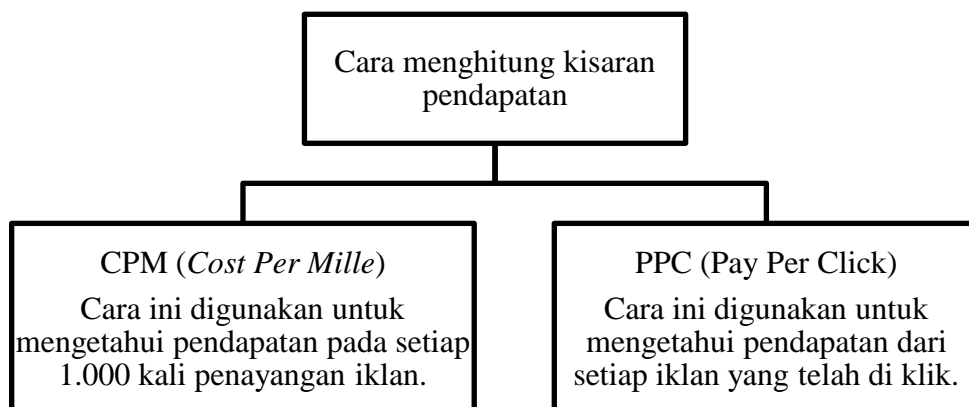 Cara menghitung kisaran
pendapatan
CPM (Cost Per Mille)
Cara ini digunakan untuk
mengetahui pendapatan pada setiap
1.000 kali penayangan iklan.
PPC (Pay Per Click)
Cara ini digunakan untuk
mengetahui pendapatan dari
setiap iklan yang telah di klik.